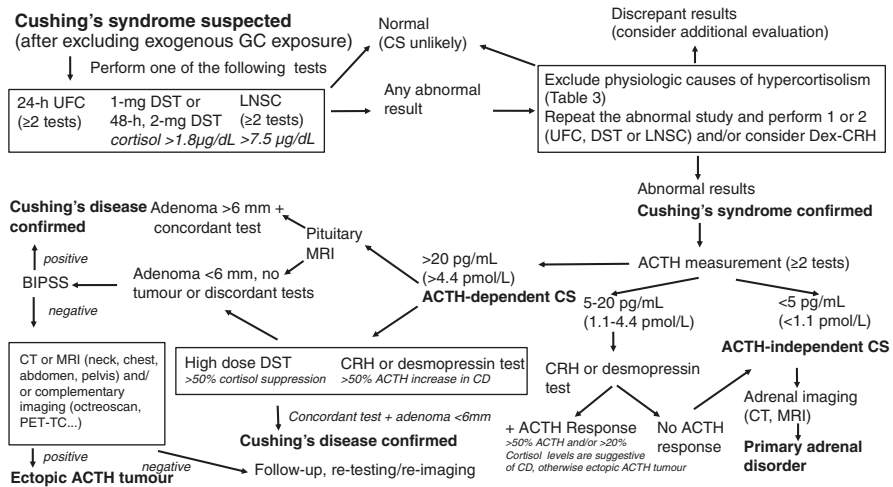 Cushing's syndrome suspected
(after excluding exogenous GC exposure)
Perform one of the following tests
24-h UFC
(≥2 tests)
1-mg DST or
48-h, 2-mg DST
cortisol >1.8µg/dL
LNSC
(≥2 tests)
>7.5 µg/dL
Normal
(CS unlikely)
Any abnormal
result
Discrepant results
(consider additional evaluation)
Exclude physiologic causes of hypercortisolism
(Table 3)
Repeat the abnormal study and perform 1 or 2
(UFC, DST or LNSC) and/or consider Dex-CRH
Abnormal results
Cushing's syndrome confirmed
ACTH measurement (≥2 tests)
>20 pg/mL
(>4.4 pmol/L)
ACTH-dependent CS
5-20 pg/mL
(1.1-4.4 pmol/L)
<5 pg/mL
(<1.1 pmol/L)
ACTH-independent CS
CRH or desmopressin
test
+ ACTH Response
>50% ACTH and/or >20%
Cortisol levels are suggestive
of CD, otherwise ectopic ACTH tumour
No ACTH
response
Adrenal imaging
(CT, MRI)
Primary adrenal
disorder
Pituitary
MRI
Adenoma >6 mm +
concordant test
Cushing's disease
confirmed
Adenoma <6 mm, no
tumour or discordant tests
positive
BIPSS
negative
High dose DST
>50% cortisol suppression
CRH or desmopressin test
>50% ACTH increase in CD
Concordant test + adenoma <6mm
Cushing's disease confirmed
CT or MRI (neck, chest,
abdomen, pelvis) and/
or complementary
imaging (octreoscan,
PET-TC...)
positive
Ectopic ACTH tumour
negative
Follow-up, re-testing/re-imaging